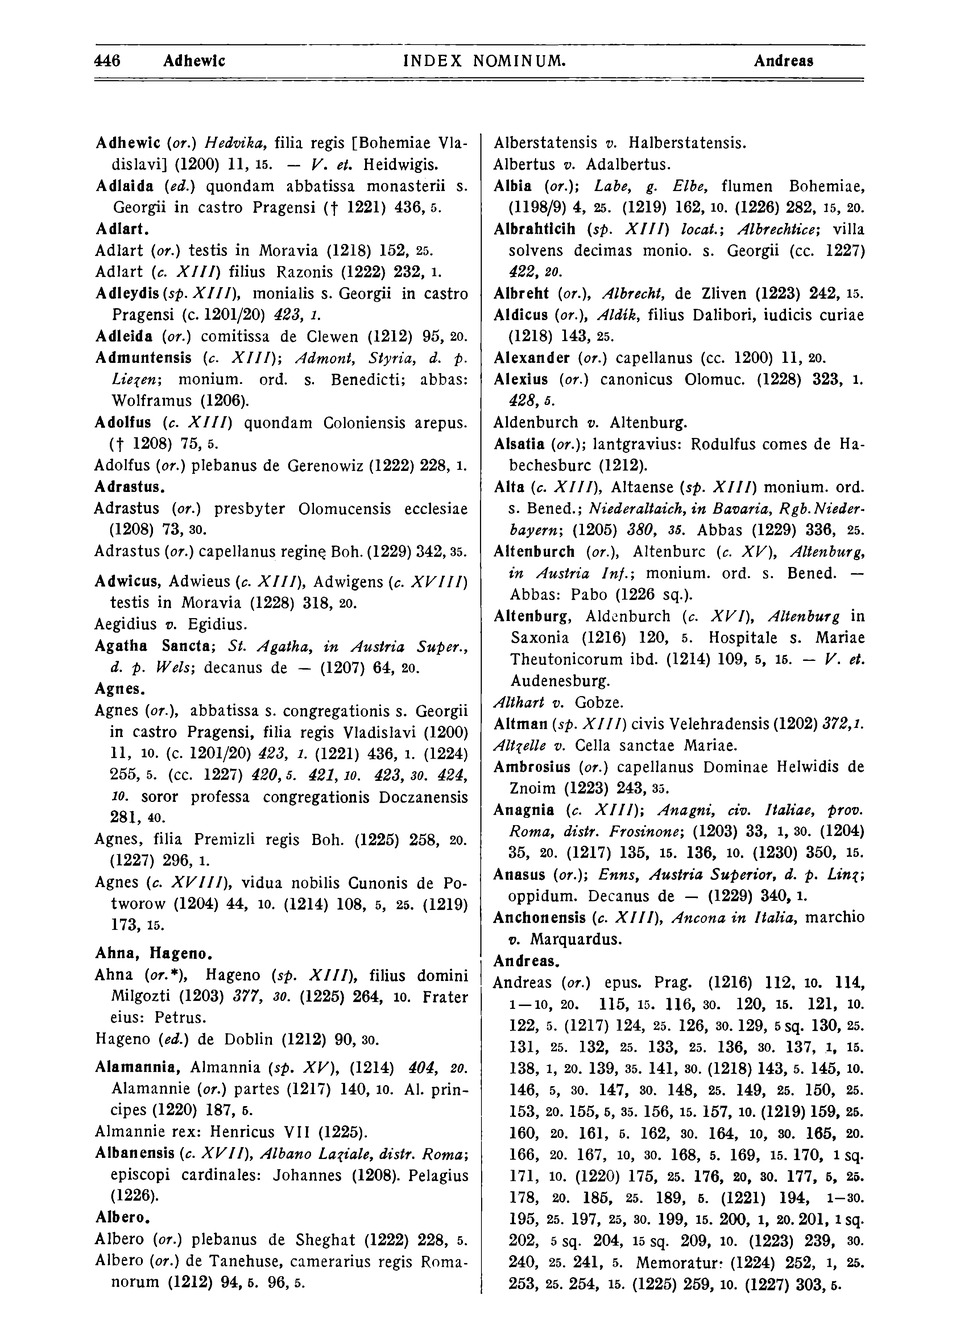 446 Adhewic INDEX NOMINUM. Andreas
Adhewic (or.) Hedvika, filia regis [Bohemiae Vla-
dislavi] (1200) 11, 15. — V. et. Heidwigis.
Adlaida (ed.) quondam abbatissa monasterii s.
Georgii in castro Pragensi († 1221) 436, 5.
Adlart.
Adlart (or.) testis in Moravia (1218) 152, 25.
Adlart (c. XIII) filius Razonis (1222) 232, 1.
Adleydis (sp. XIII), monialis s. Georgii in castro
Pragensi (c. 1201/20) 423, 1.
Adleida (or.) comitissa de Clewen (1212) 95, 20.
Admuntensis (c. XIII); Admont, Styria, d. p.
Liezen; monium. ord. s. Benedicti; abbas:
Wolframus (1206).
Adolfus (c. XIII) quondam Coloniensis arepus.
(† 1208) 75, 5.
Adolfus (or.) plebanus de Gerenowiz (1222) 228, 1.
Adrastus.
Adrastus (or.) presbyter Olomucensis ecclesiae
(1208) 73, 30.
Adrastus (or.) capellanus reginę Boh. (1229) 342, 35.
Adwicus, Adwieus (c. XIII), Adwigens (c. XVIII)
testis in Moravia (1228) 318, 20.
Aegidius v. Egidius.
Agatha Sancta; St. Agatha, in Austria Super.,
d. p. Wels; decanus de — (1207) 64, 20.
Agnes.
Agnes (or.), abbatissa s. congregationis s. Georgii
in castro Pragensi, filia regis Vladislavi (1200)
11, 10. (c. 1201/20) 423, 1. (1221) 436, 1. (1224)
255, 5. (cc. 1227) 420, 5. 421, 10. 423, 30. 424,
10. soror professa congregationis Doczanensis
281, 40.
Agnes, filia Premizli regis Boh. (1225) 258, 20.
(1227) 296, 1.
Agnes (c. XVIII), vidua nobilis Cunonis de Po-
tworow (1204) 44, 10. (1214) 108, 5, 25. (1219)
173, 15.
Ahna, Hageno.
Ahna (or.*), Hageno (sp. XIII), filius domini
Milgozti (1203) 377, 30. (1225) 264, 10. Frater
eius: Petrus.
Hageno (ed.) de Doblin (1212) 90, 30.
Alamannia, Almannia (sp. XV), (1214) 404, 20.
Alamannie (or.) partes (1217) 140, 10. Al. prin-
cipes (1220) 187, 5.
Almannie rex: Henricus VII (1225).
Albanensis (c. XVII), Albano Laziale, distr. Roma;
episcopi cardinales: Johannes (1208). Pelagius
(1226).
Albero.
Albero (or.) plebanus de Sheghat (1222) 228, 5.
Albero (or.) de Tanehuse, camerarius regis Roma-
norum (1212) 94, 5. 96, 5.
Alberstatensis v. Halberstatensis.
Albertus v. Adalbertus.
Albia (or.); Labe, g. Elbe, flumen Bohemiae,
(1198/9) 4, 25. (1219) 162, 10. (1226) 282, 15, 20.
Albrahticih (sp. XIII) locat.; Albrechtice; villa
solvens decimas monio. s. Georgii (cc. 1227)
422, 20.
Albreht (or.), Albrecht, de Zliven (1223) 242, 15.
Aldicus (or.), Aldík, filius Dalibori, iudicis curiae
(1218) 143, 25.
Alexander (or.) capellanus (cc. 1200) 11, 20.
Alexius (or.) canonicus Olomuc. (1228) 323, 1.
428, 5.
Aldenburch v. Altenburg.
Alsatia (or.); lantgravius: Rodulfus comes de Ha-
bechesburc (1212).
Alta (c. XIII), Altaense (sp. XIII) monium. ord.
s. Bened.; Niederaltaich, in Bavaria, Rgb. Nieder-
bayern; (1205) 380, 35. Abbas (1229) 336, 25.
Altenburch (or.), Altenburc (c. XV), Altenburg,
in Austria Inf.; monium. ord. s. Bened. —
Abbas: Pabo (1226 sq.).
Altenburg, Aldenburch (c. XVI), Altenburg in
Saxonia (1216) 120, 5. Hospitale s. Mariae
Theutonicorum ibd. (1214) 109, 5, 15. — V. et.
Audenesburg.
Althart v. Gobze.
Altman (sp. XIII) civis Velehradensis (1202) 372, 1.
Altzelle v. Cella sanctae Mariae.
Ambrosius (or.) capellanus Dominae Helwidis de
Znoim (1223) 243, 35.
Anagnia (c. XIII); Anagni, civ. Italiae, prov.
Roma, distr. Frosinone; (1203) 33, 1, 30. (1204)
35, 20. (1217) 135, 15. 136, 10. (1230) 350, 15.
Anasus (or.); Enns, Austria Superior, d. p. Linz;
oppidum. Decanus de — (1229) 340, 1.
Anchonensis (c. XIII), Ancona in Italia, marchio
v. Marquardus.
Andreas.
Andreas (or.) epus. Prag. (1216) 112, 10. 114,
1—10, 20. 115, 15. 116, 30. 120, 15. 121, 10.
122, 5. (1217) 124, 25. 126, 30. 129, 5 sq. 130, 25.
131, 25. 132, 25. 133, 25. 136, 30. 137, 1, 15.
138, 1, 20. 139, 35. 141, 30. (1218) 143, 5. 145, 10.
146, 5, 30. 147, 30. 148, 25. 149, 25. 150, 25.
153, 20. 155, 5, 35. 156, 15. 157, 10. (1219) 159, 25.
160, 20. 161, 5. 162, 30. 164, 10, 30. 165, 20.
166, 20. 167, 10, 30. 168, 5. 169, 15. 170, 1 sq.
171, 10. (1220) 175, 25. 176, 20, 30. 177, 5, 25.
178, 20. 185, 25. 189, 5. (1221) 194, 1—30.
195, 25. 197, 25, 30. 199, 15. 200, 1, 20. 201, 1 sq.
202, 5 sq. 204, 15 sq. 209, 10. (1223) 239, 30.
240, 25. 241, 5. Memoratur: (1224) 252, 1, 25.
253, 25. 254, 15. (1225) 259, 10. (1227) 303, 5.